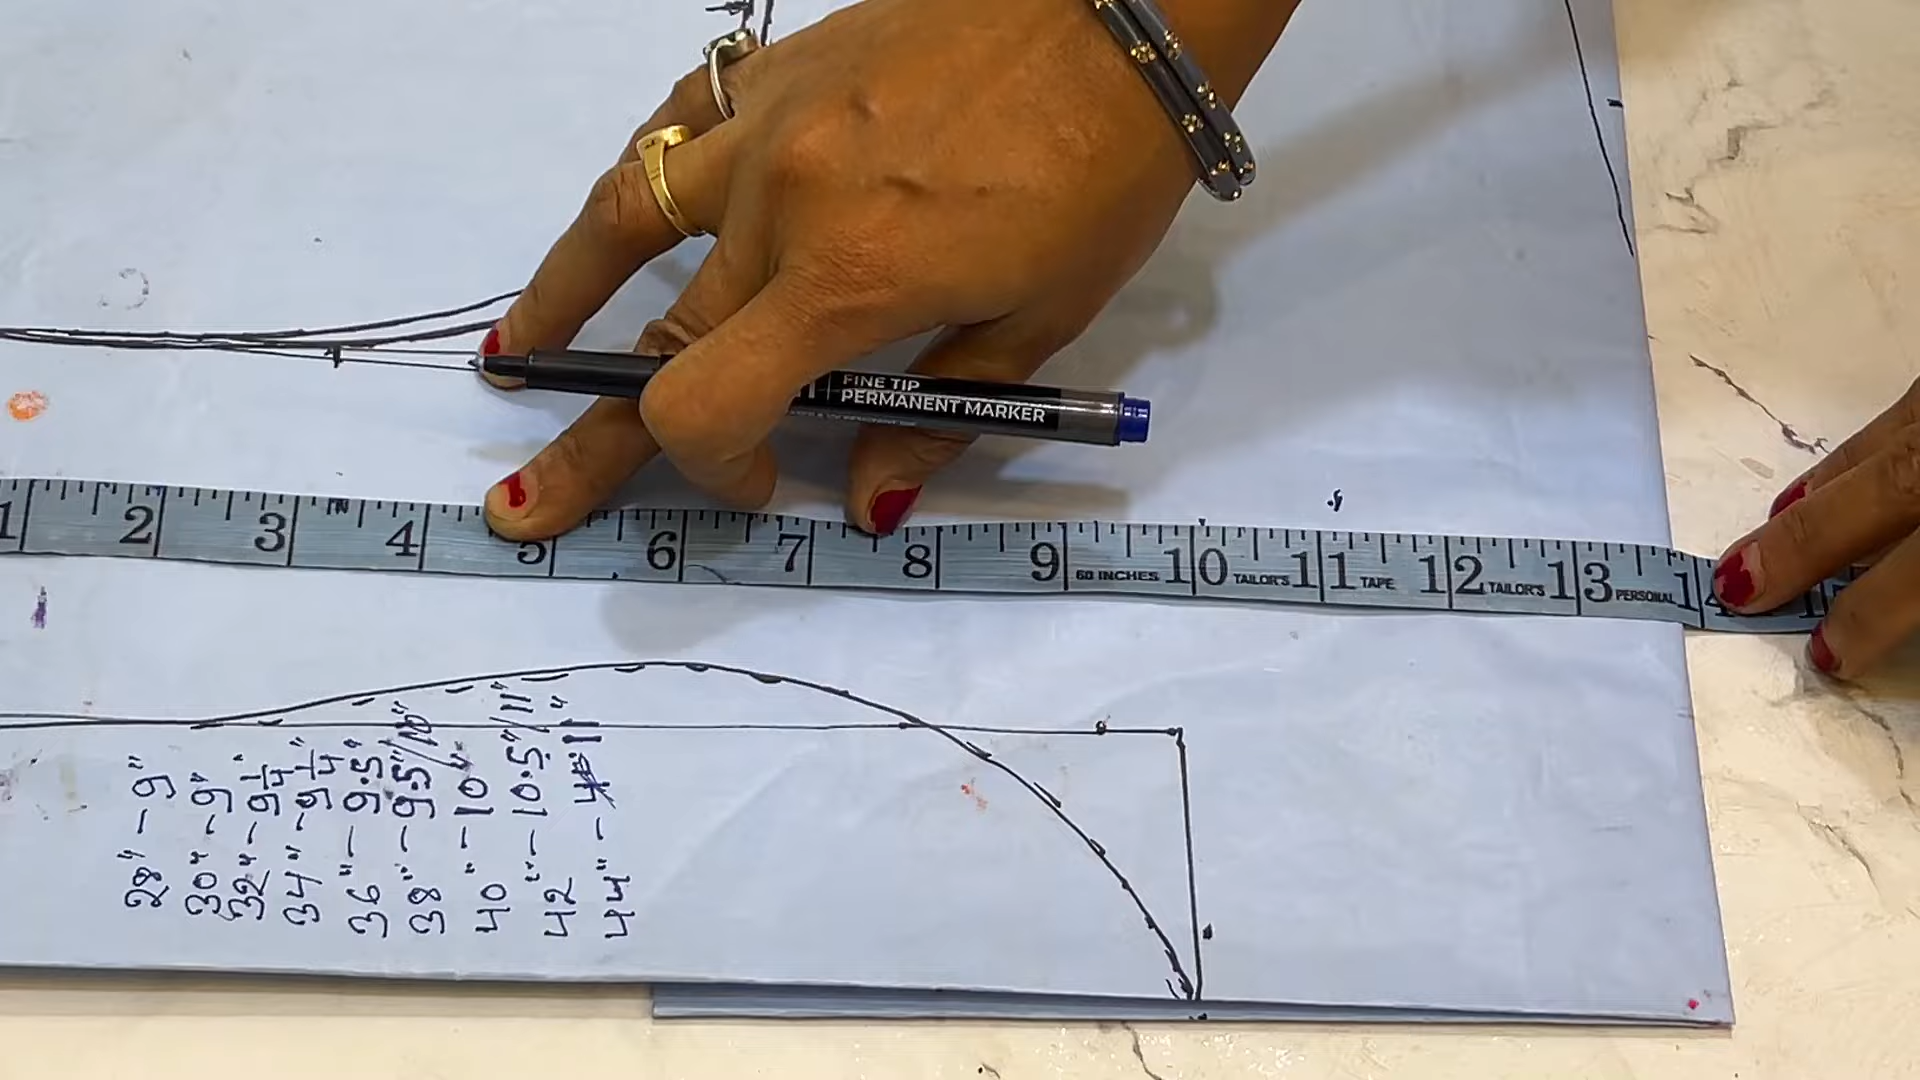 FINE TIP
PERMANENT MARKER
1 2 3 4 5 6 7 8 9 60 INCHES 10 TAILOR'S 11 TAPE 12 TAILOR'S 13 PERSONAL 14
28" - 9"
30" - 9"
32" - 9 1/4"
34" - 9 1/4"
36" - 9.5"
38" - 9.5"/10"
40" - 10"
42" - 10.5"/11"
44" - 11"